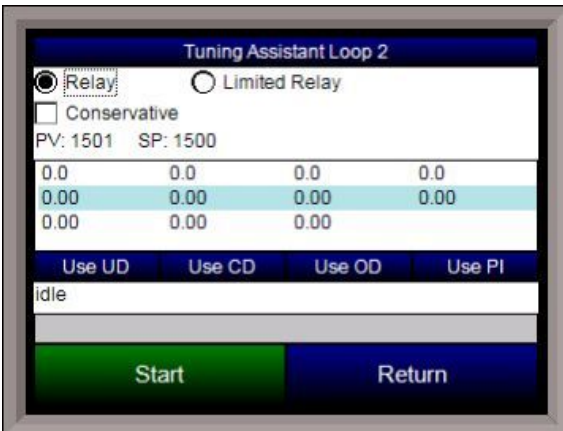 Tuning Assistant Loop 2
Relay Limited Relay
Conservative
PV: 1501 SP: 1500
0.0 0.0 0.0 0.0
0.00 0.00 0.00 0.00
0.00 0.00 0.00
Use UD Use CD Use OD Use PI
idle
Start Return